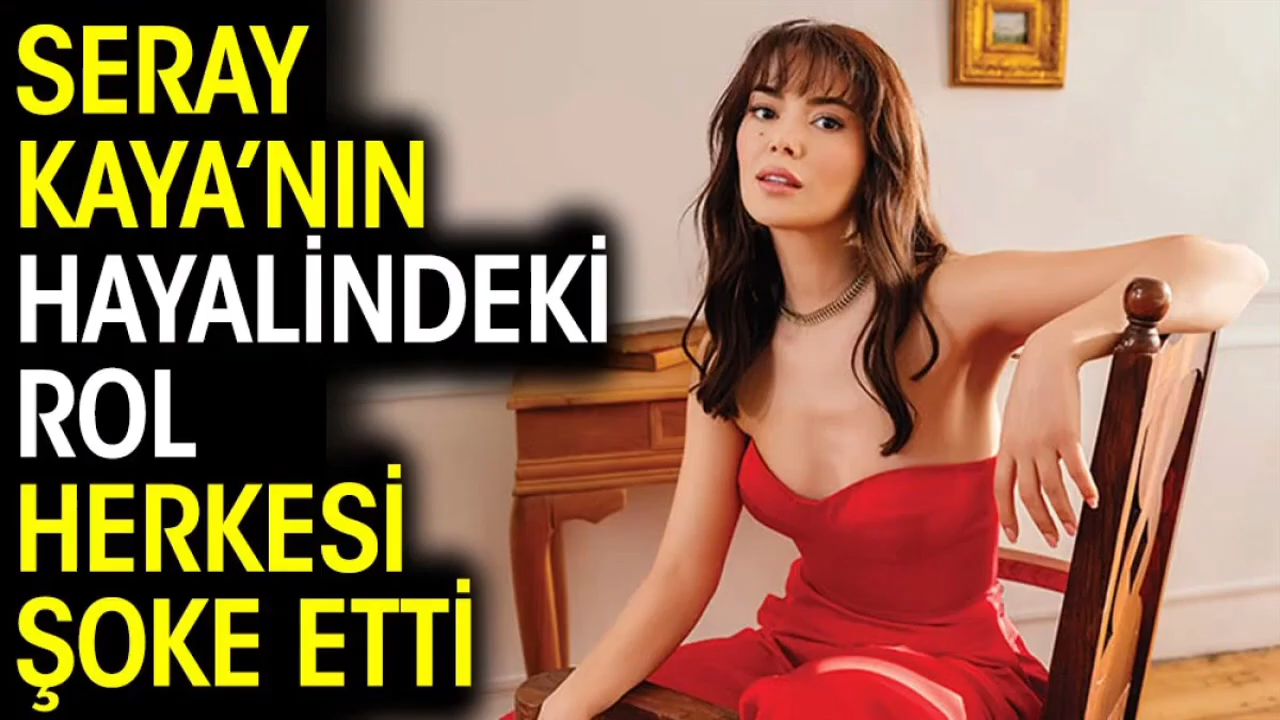 SERAY
KAYA’NIN
HAYALİNDEKİ
ROL
HERKESİ
ŞOKE ETTİ